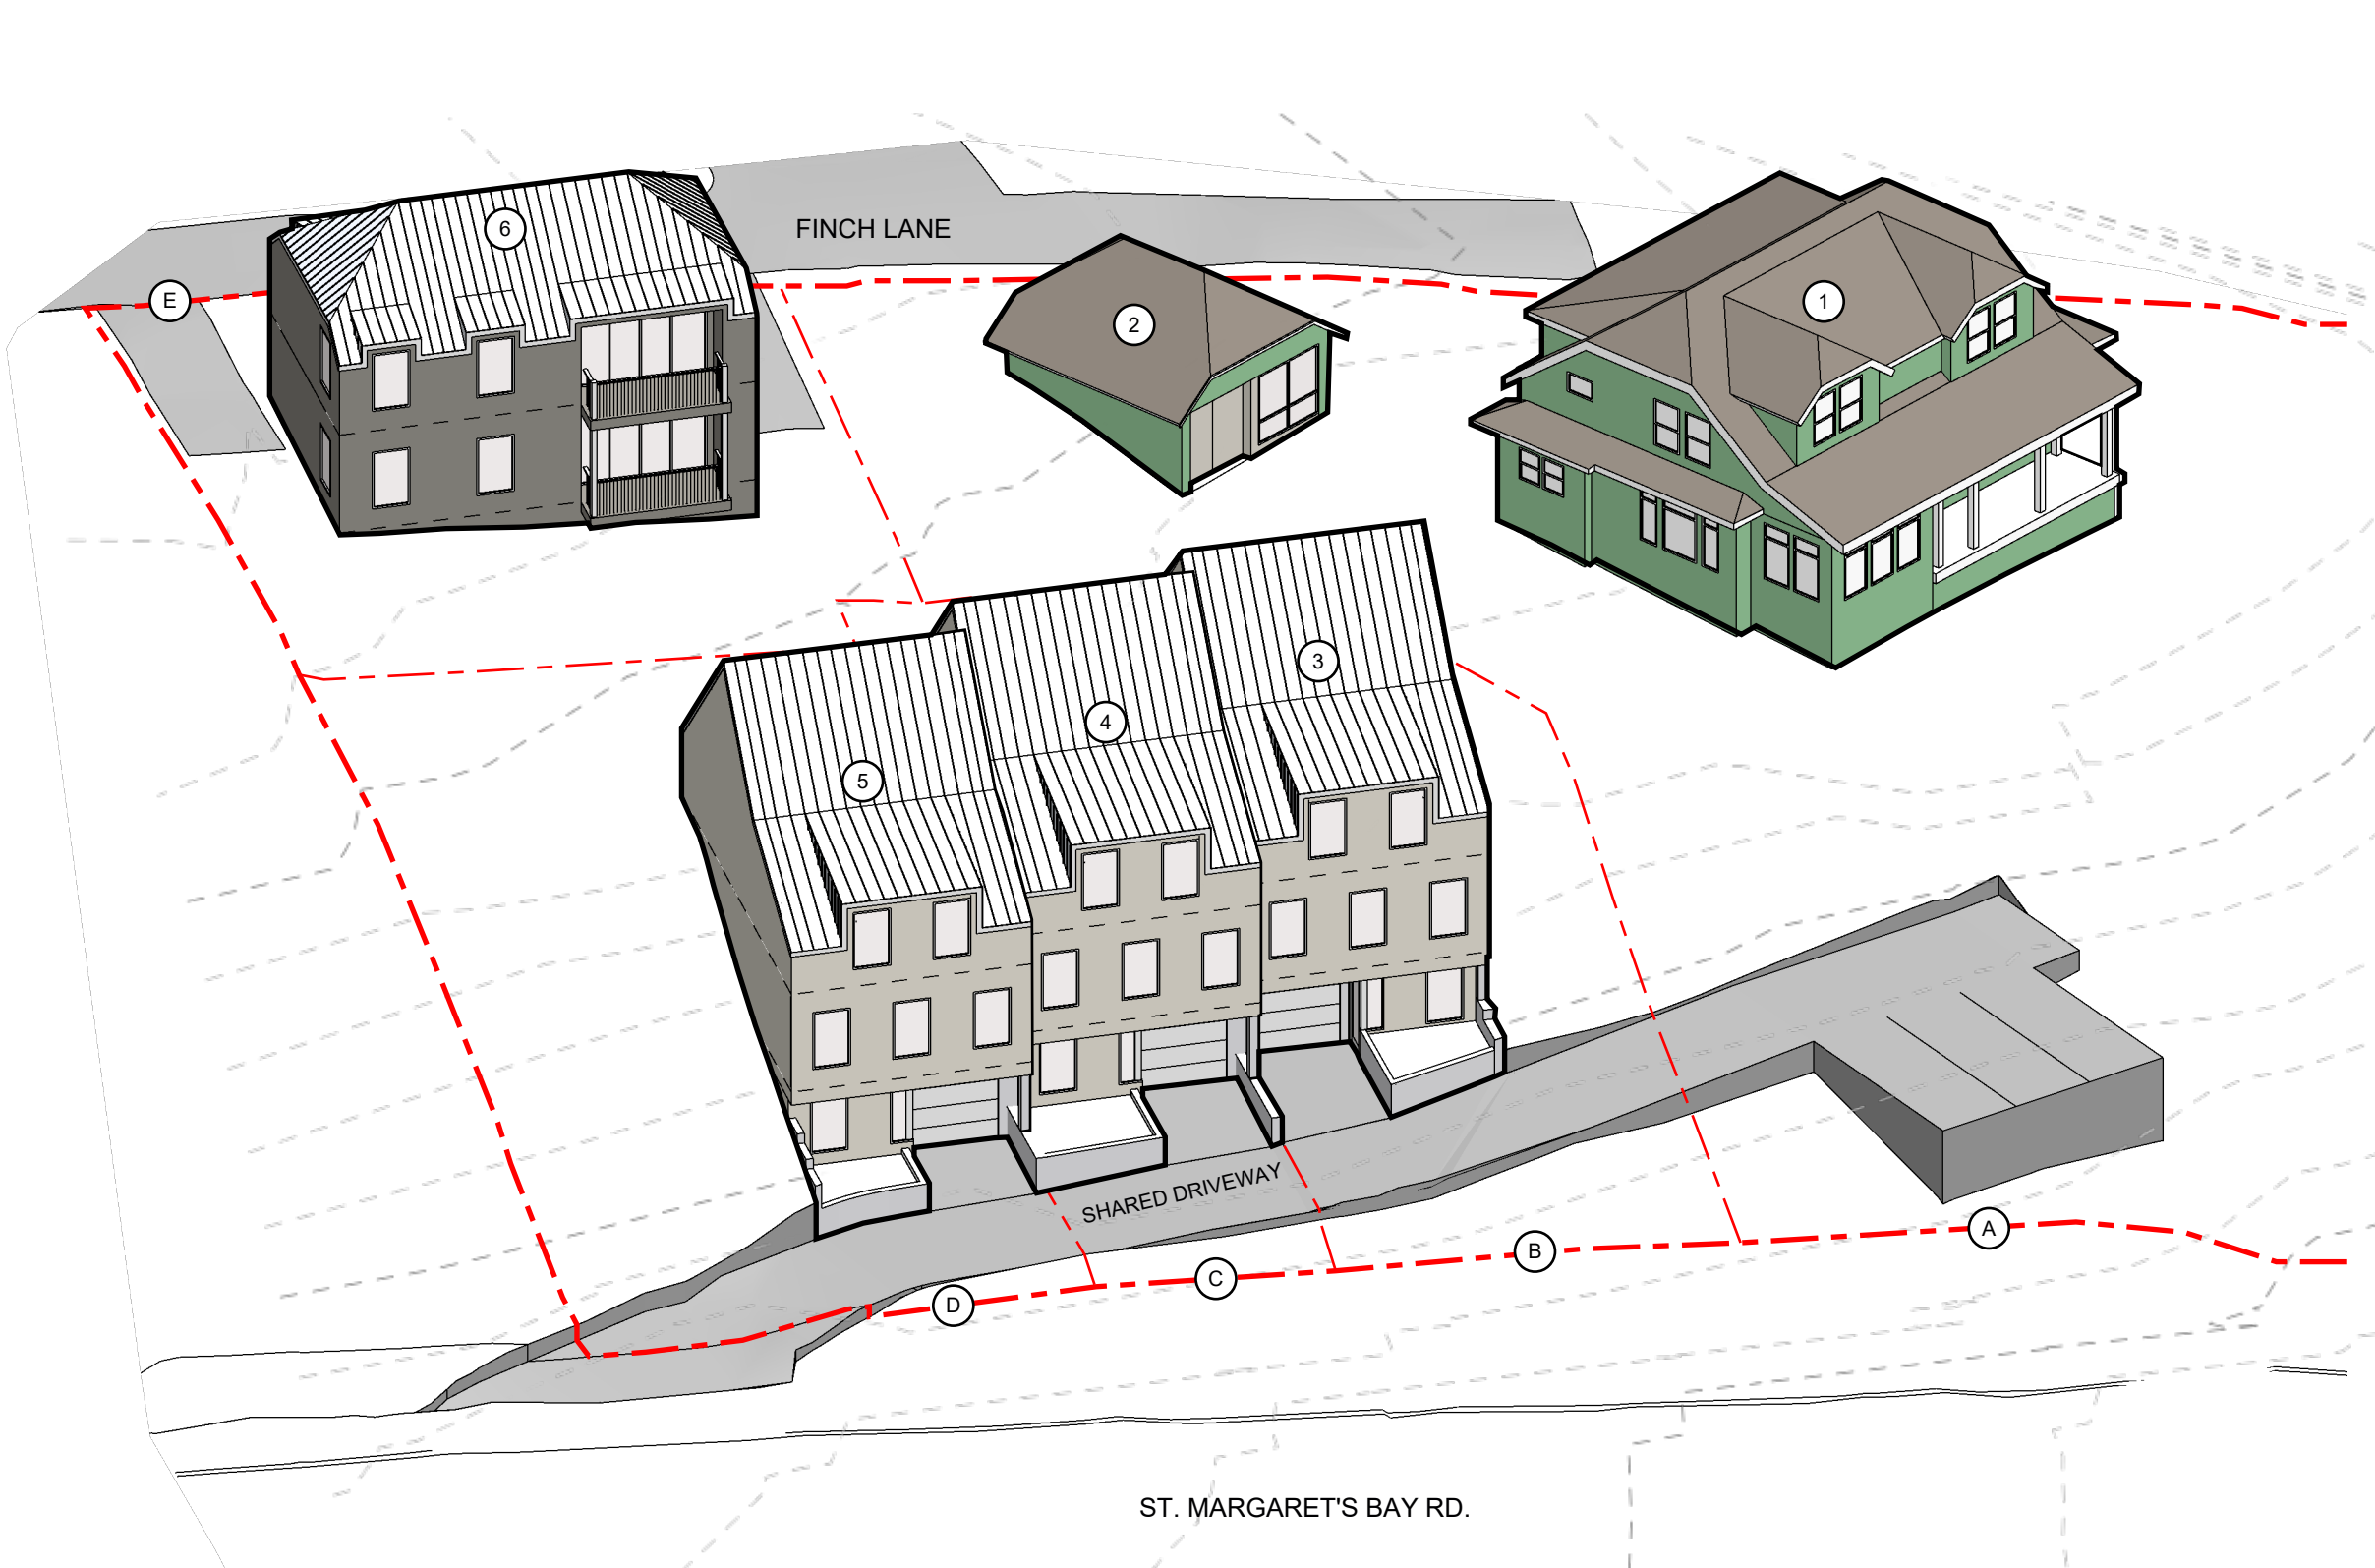 6
FINCH LANE
E
2
1
3
4
5
SHARED DRIVEWAY
A
B
C
D
ST. MARGARET'S BAY RD.